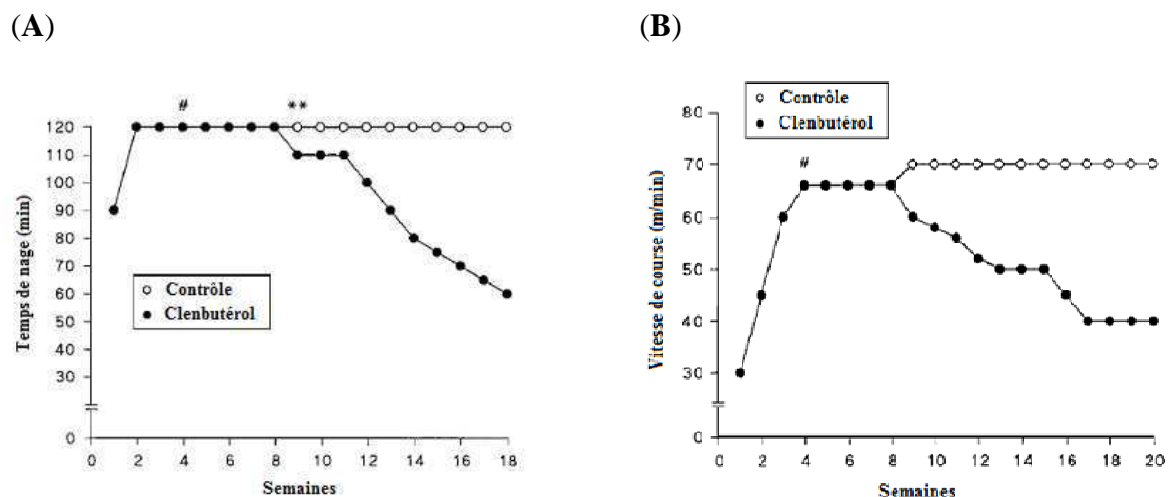 (A)
(B)
# **
Contrôle
Clenbutérol
120
110
100
90
80
70
60
50
40
30
0
Temps de nage (min)
Contrôle
Clenbutérol
0 2 4 6 8 10 12 14 16 18
Semaines
Contrôle
Clenbutérol
#
80
70
60
50
40
30
0
Vitesse de course (m/min)
0 2 4 6 8 10 12 14 16 18 20
Semaines